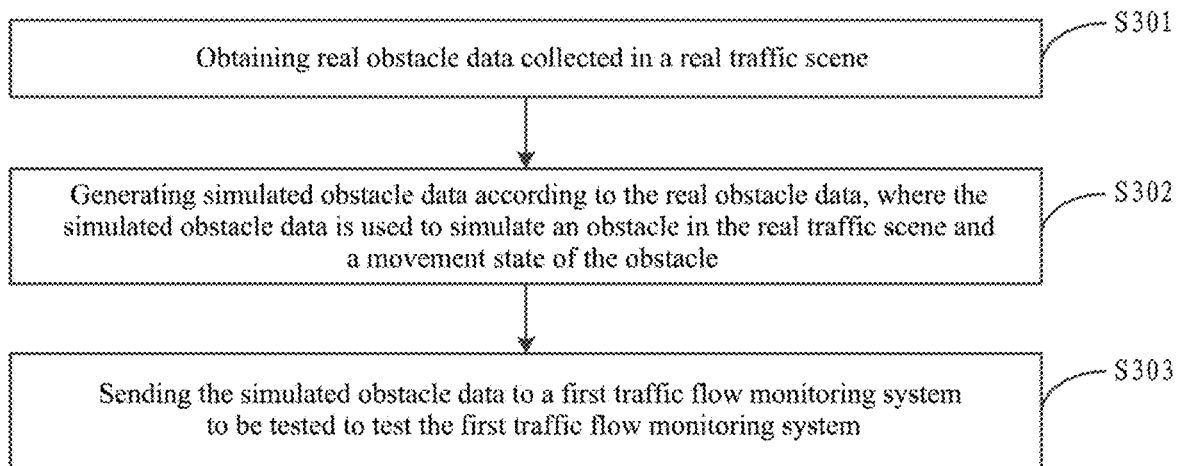 S301
Obtaining real obstacle data collected in a real traffic scene
S302
Generating simulated obstacle data according to the real obstacle data, where the
simulated obstacle data is used to simulate an obstacle in the real traffic scene and
a movement state of the obstacle
S303
Sending the simulated obstacle data to a first traffic flow monitoring system
to be tested to test the first traffic flow monitoring system